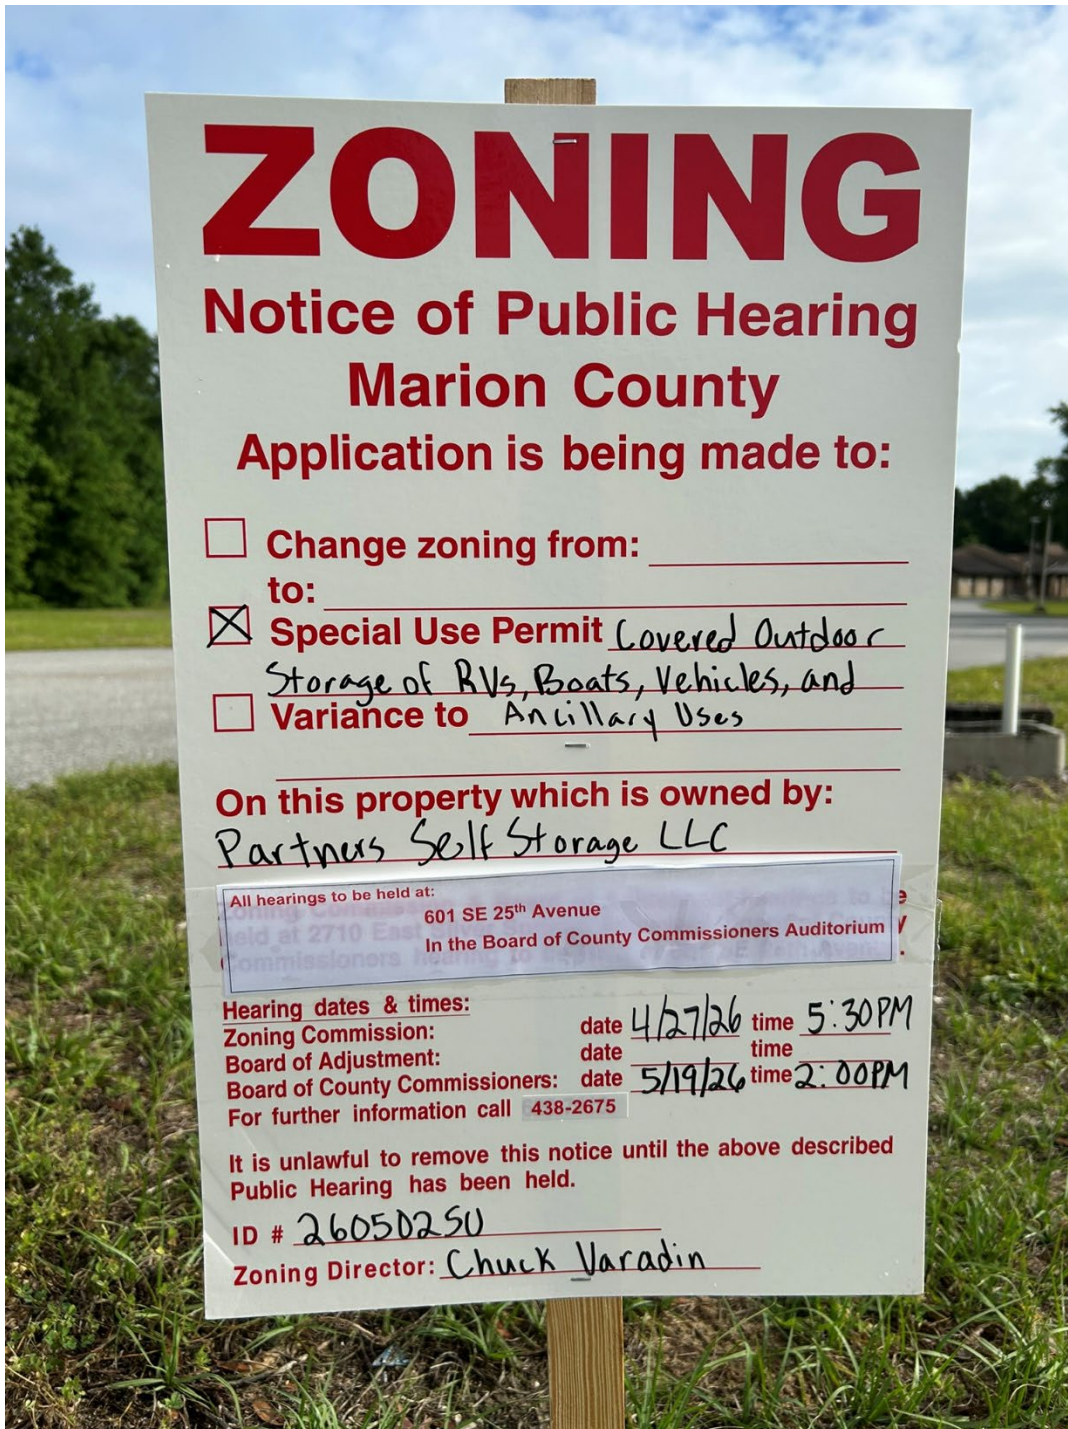 ZONING
Notice of Public Hearing
Marion County
Application is being made to:
Change zoning from:
to:
Special Use Permit Covered Outdoor
Storage of RVs, Boats, Vehicles, and
Variance to Ancillary Uses
On this property which is owned by:
Partners Self Storage LLC
All hearings to be held at:
601 SE 25th Avenue
In the Board of County Commissioners Auditorium
Hearing dates & times:
Zoning Commission: date 4/27/26 time 5:30PM
Board of Adjustment: date time
Board of County Commissioners: date 5/19/26 time 2:00PM
For further information call 438-2675
It is unlawful to remove this notice until the above described
Public Hearing has been held.
ID # 260502SU
Zoning Director: Chuck Varadin